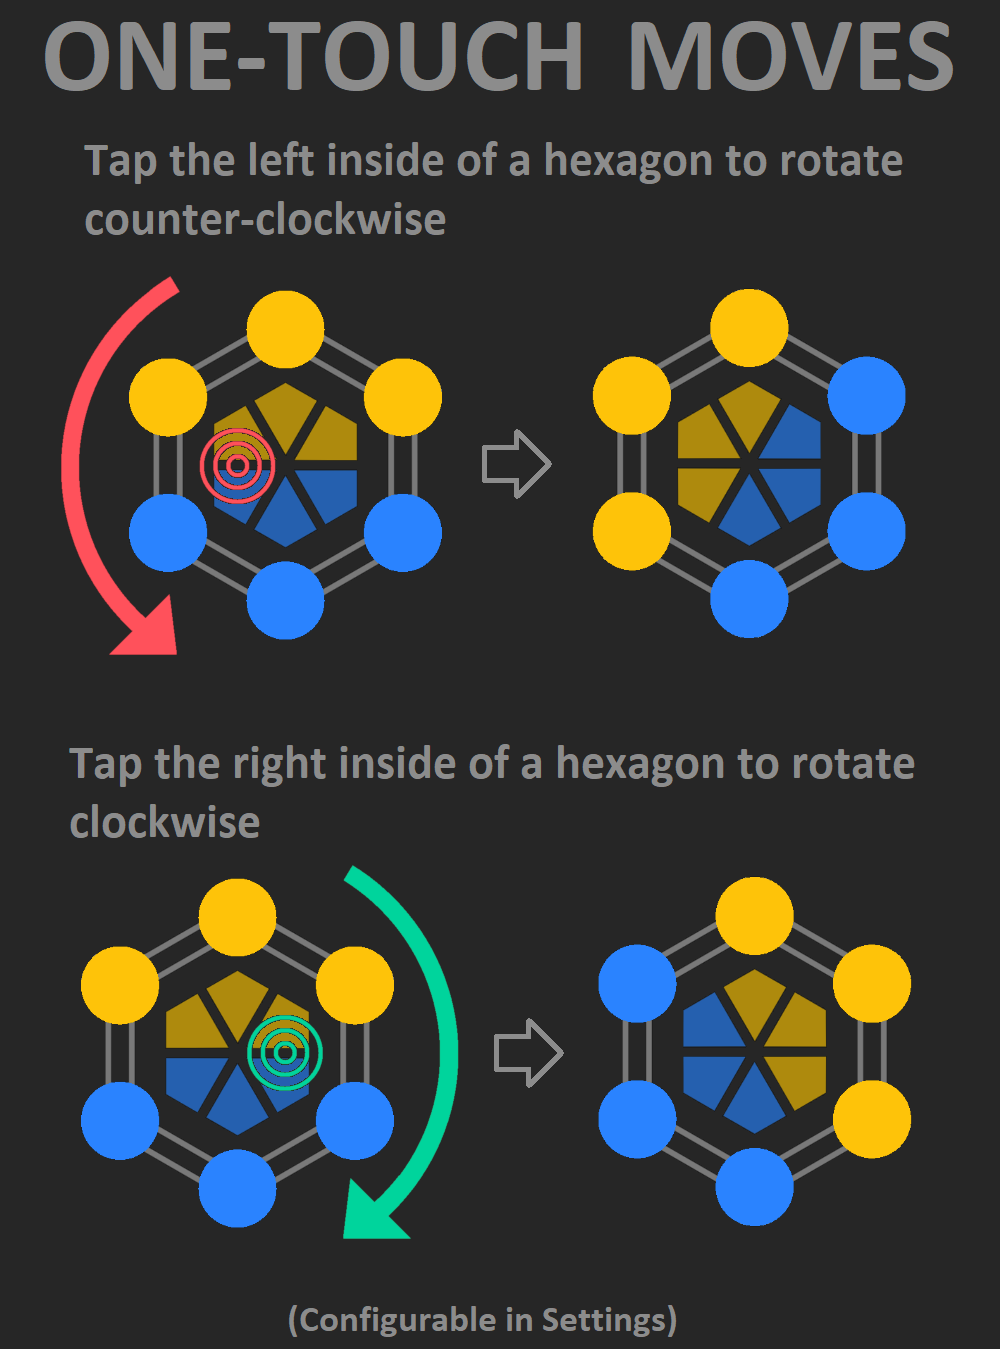 ONE-TOUCH MOVES
Tap the left inside of a hexagon to rotate
counter-clockwise
Tap the right inside of a hexagon to rotate
clockwise
(Configurable in Settings)